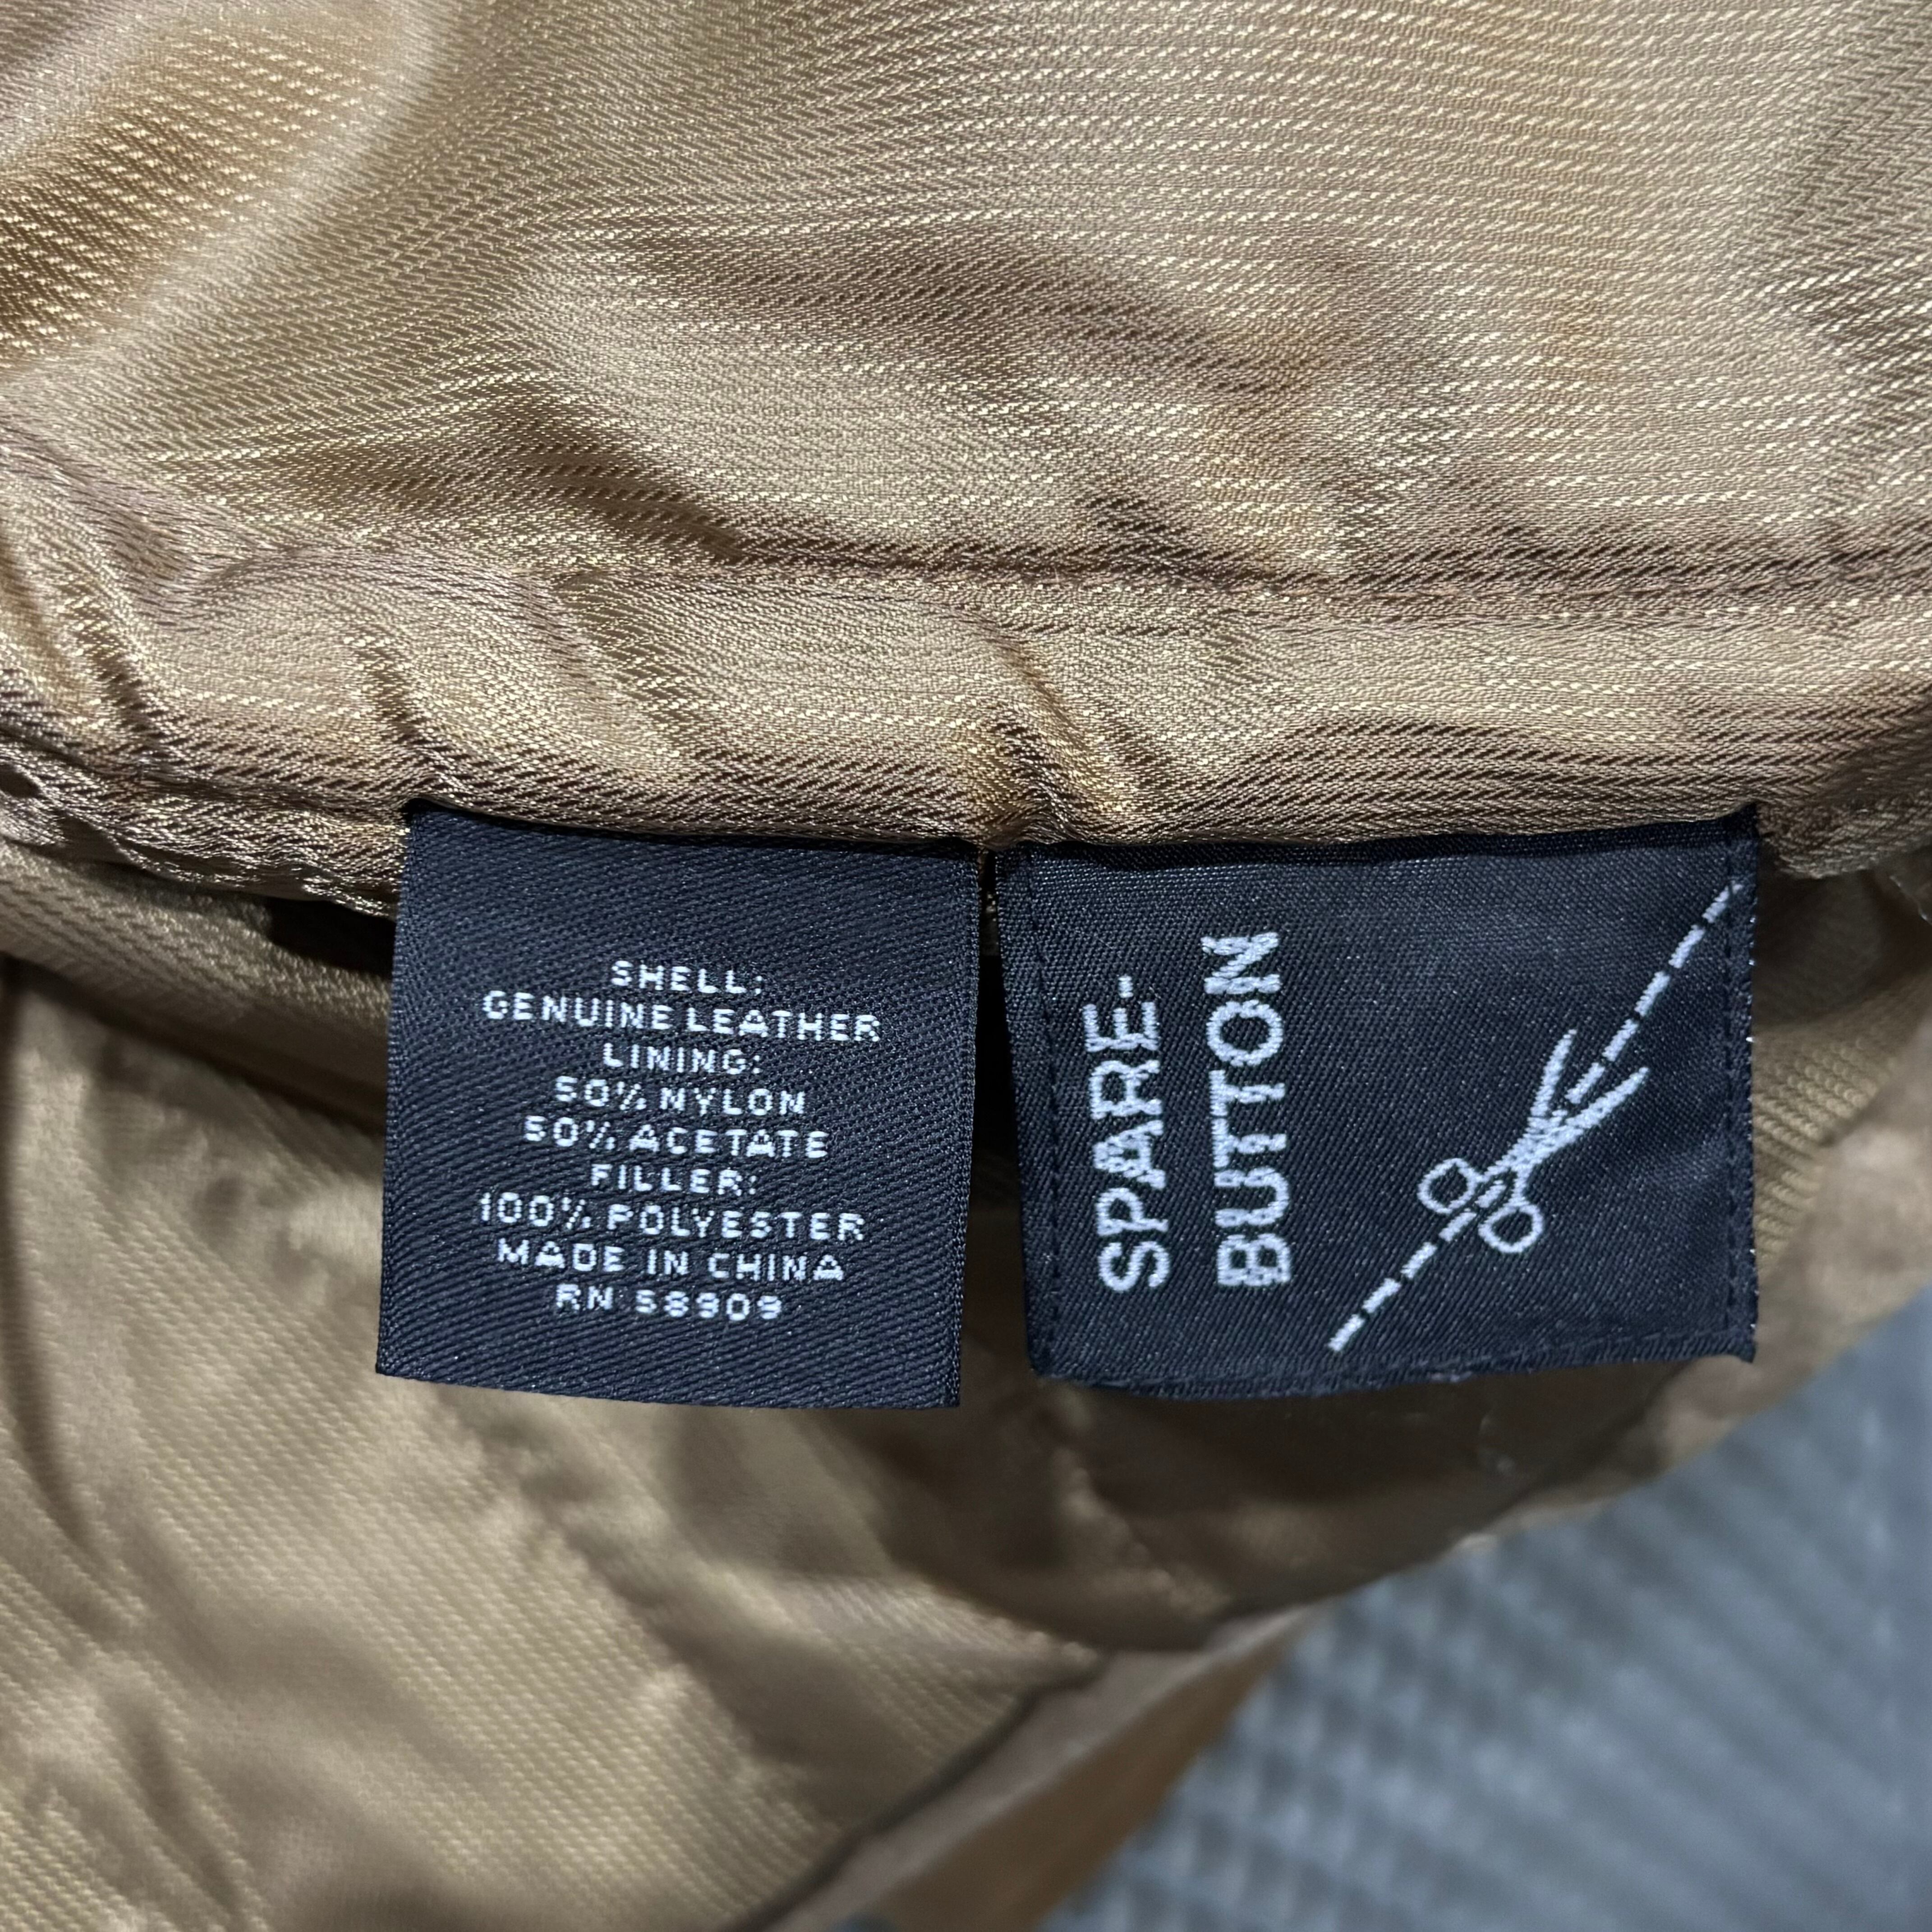 SHELL:
GENUINE LEATHER
LINING:
50% NYLON
50% ACETATE
FILLER:
100% POLYESTER
MADE IN CHINA
RN 58909
SPARE-
BUTTON